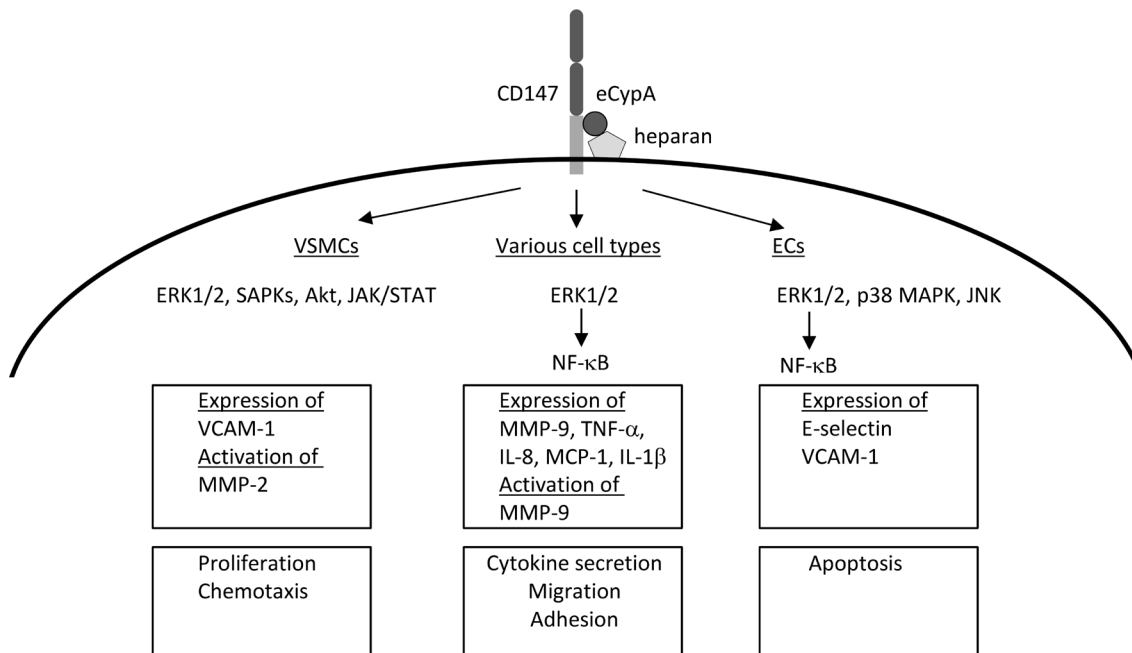 CD147
eCypA
heparan
VSMCs
Various cell types
ECs
ERK1/2, SAPKs, Akt, JAK/STAT
ERK1/2
ERK1/2, p38 MAPK, JNK
NF-κB
NF-κB
Expression of
VCAM-1
Activation of
MMP-2
Expression of
MMP-9, TNF-α,
IL-8, MCP-1, IL-1β
Activation of
MMP-9
Expression of
E-selectin
VCAM-1
Proliferation
Chemotaxis
Cytokine secretion
Migration
Adhesion
Apoptosis